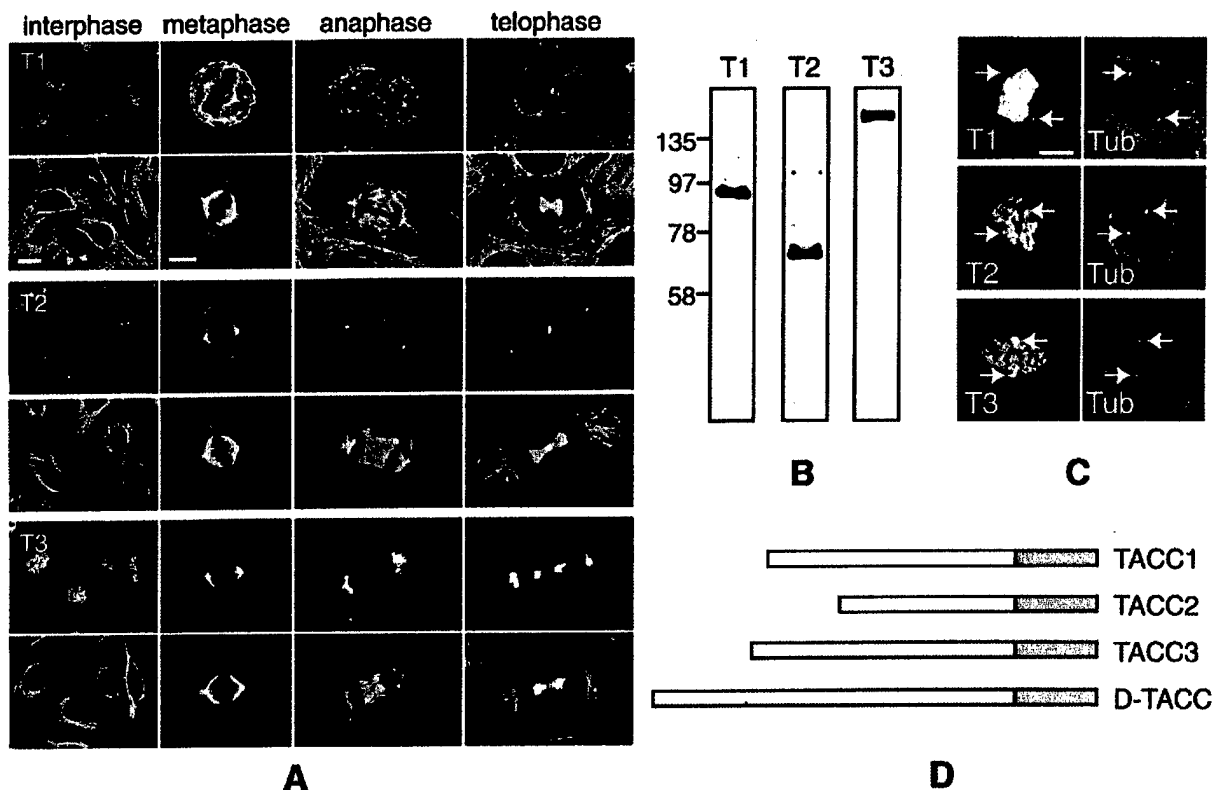 interphase metaphase anaphase telophase
T1
T2
T3
A
T1 T2 T3
135
97
78
58
B
T1 Tub
T2 Tub
T3 Tub
C
TACC1
TACC2
TACC3
D-TACC
D